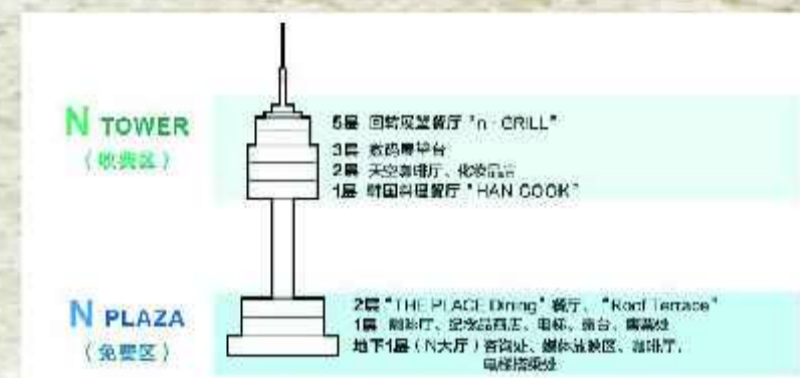 N TOWER
（收费区）
5层 回转展望餐厅 "n·GRILL"
3层 数码展望台
2层 天空咖啡厅、化妆品店
1层 韩国料理餐厅 "HAN COOK"
N PLAZA
（免费区）
2层 "THE PLACE Dining" 餐厅、"Roof Terrace"
1层 咖啡厅、纪念品商店、电梯、露台、售票处
地下1层（N大厅）咨询处、媒体放映区、咖啡厅,
电梯搭乘处